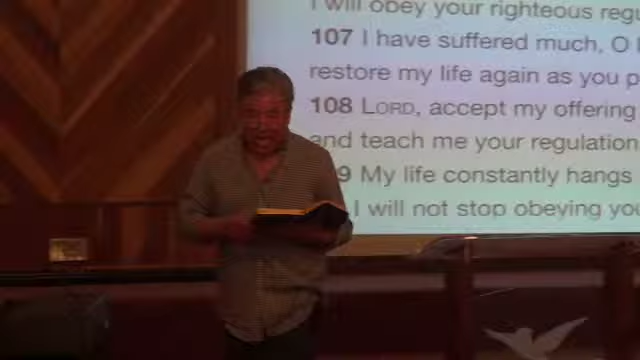 I will obey your righteous regu
107 I have suffered much, O
restore my life again as you p
108 LORD, accept my offering
and teach me your regulation
9 My life constantly hangs
I will not stop obeying you